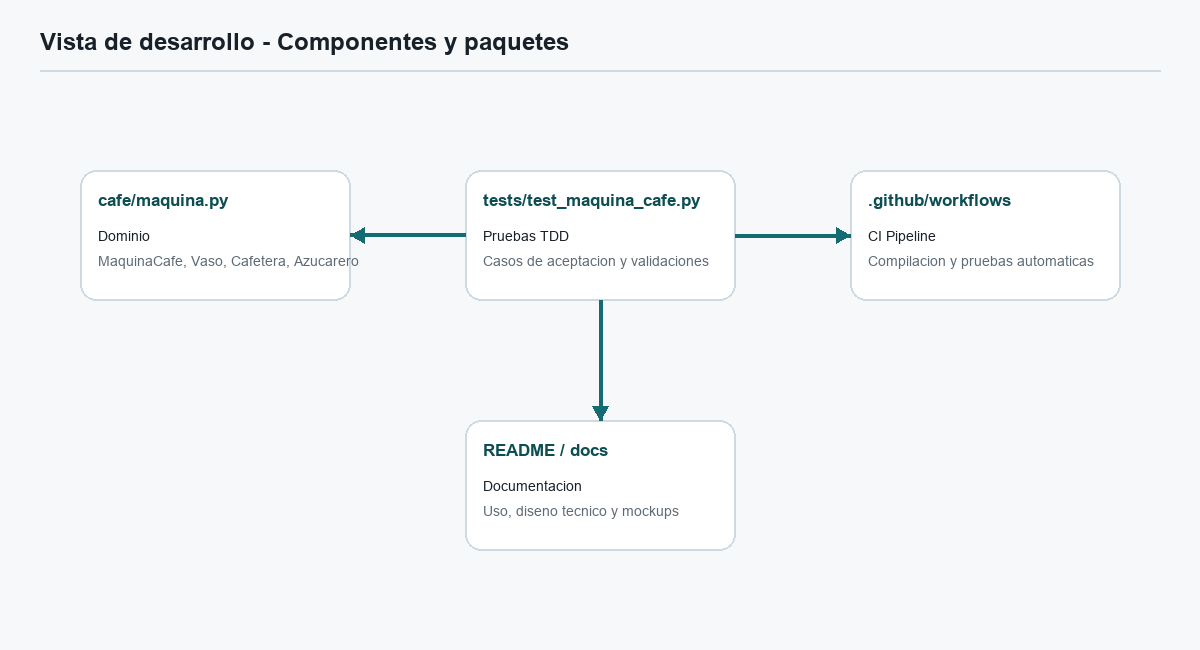 Vista de desarrollo - Componentes y paquetes
cafe/maquina.py
Dominio
MaquinaCafe, Vaso, Cafetera, Azucarero
tests/test_maquina_cafe.py
Pruebas TDD
Casos de aceptacion y validaciones
.github/workflows
CI Pipeline
Compilacion y pruebas automaticas
README / docs
Documentacion
Uso, diseno tecnico y mockups